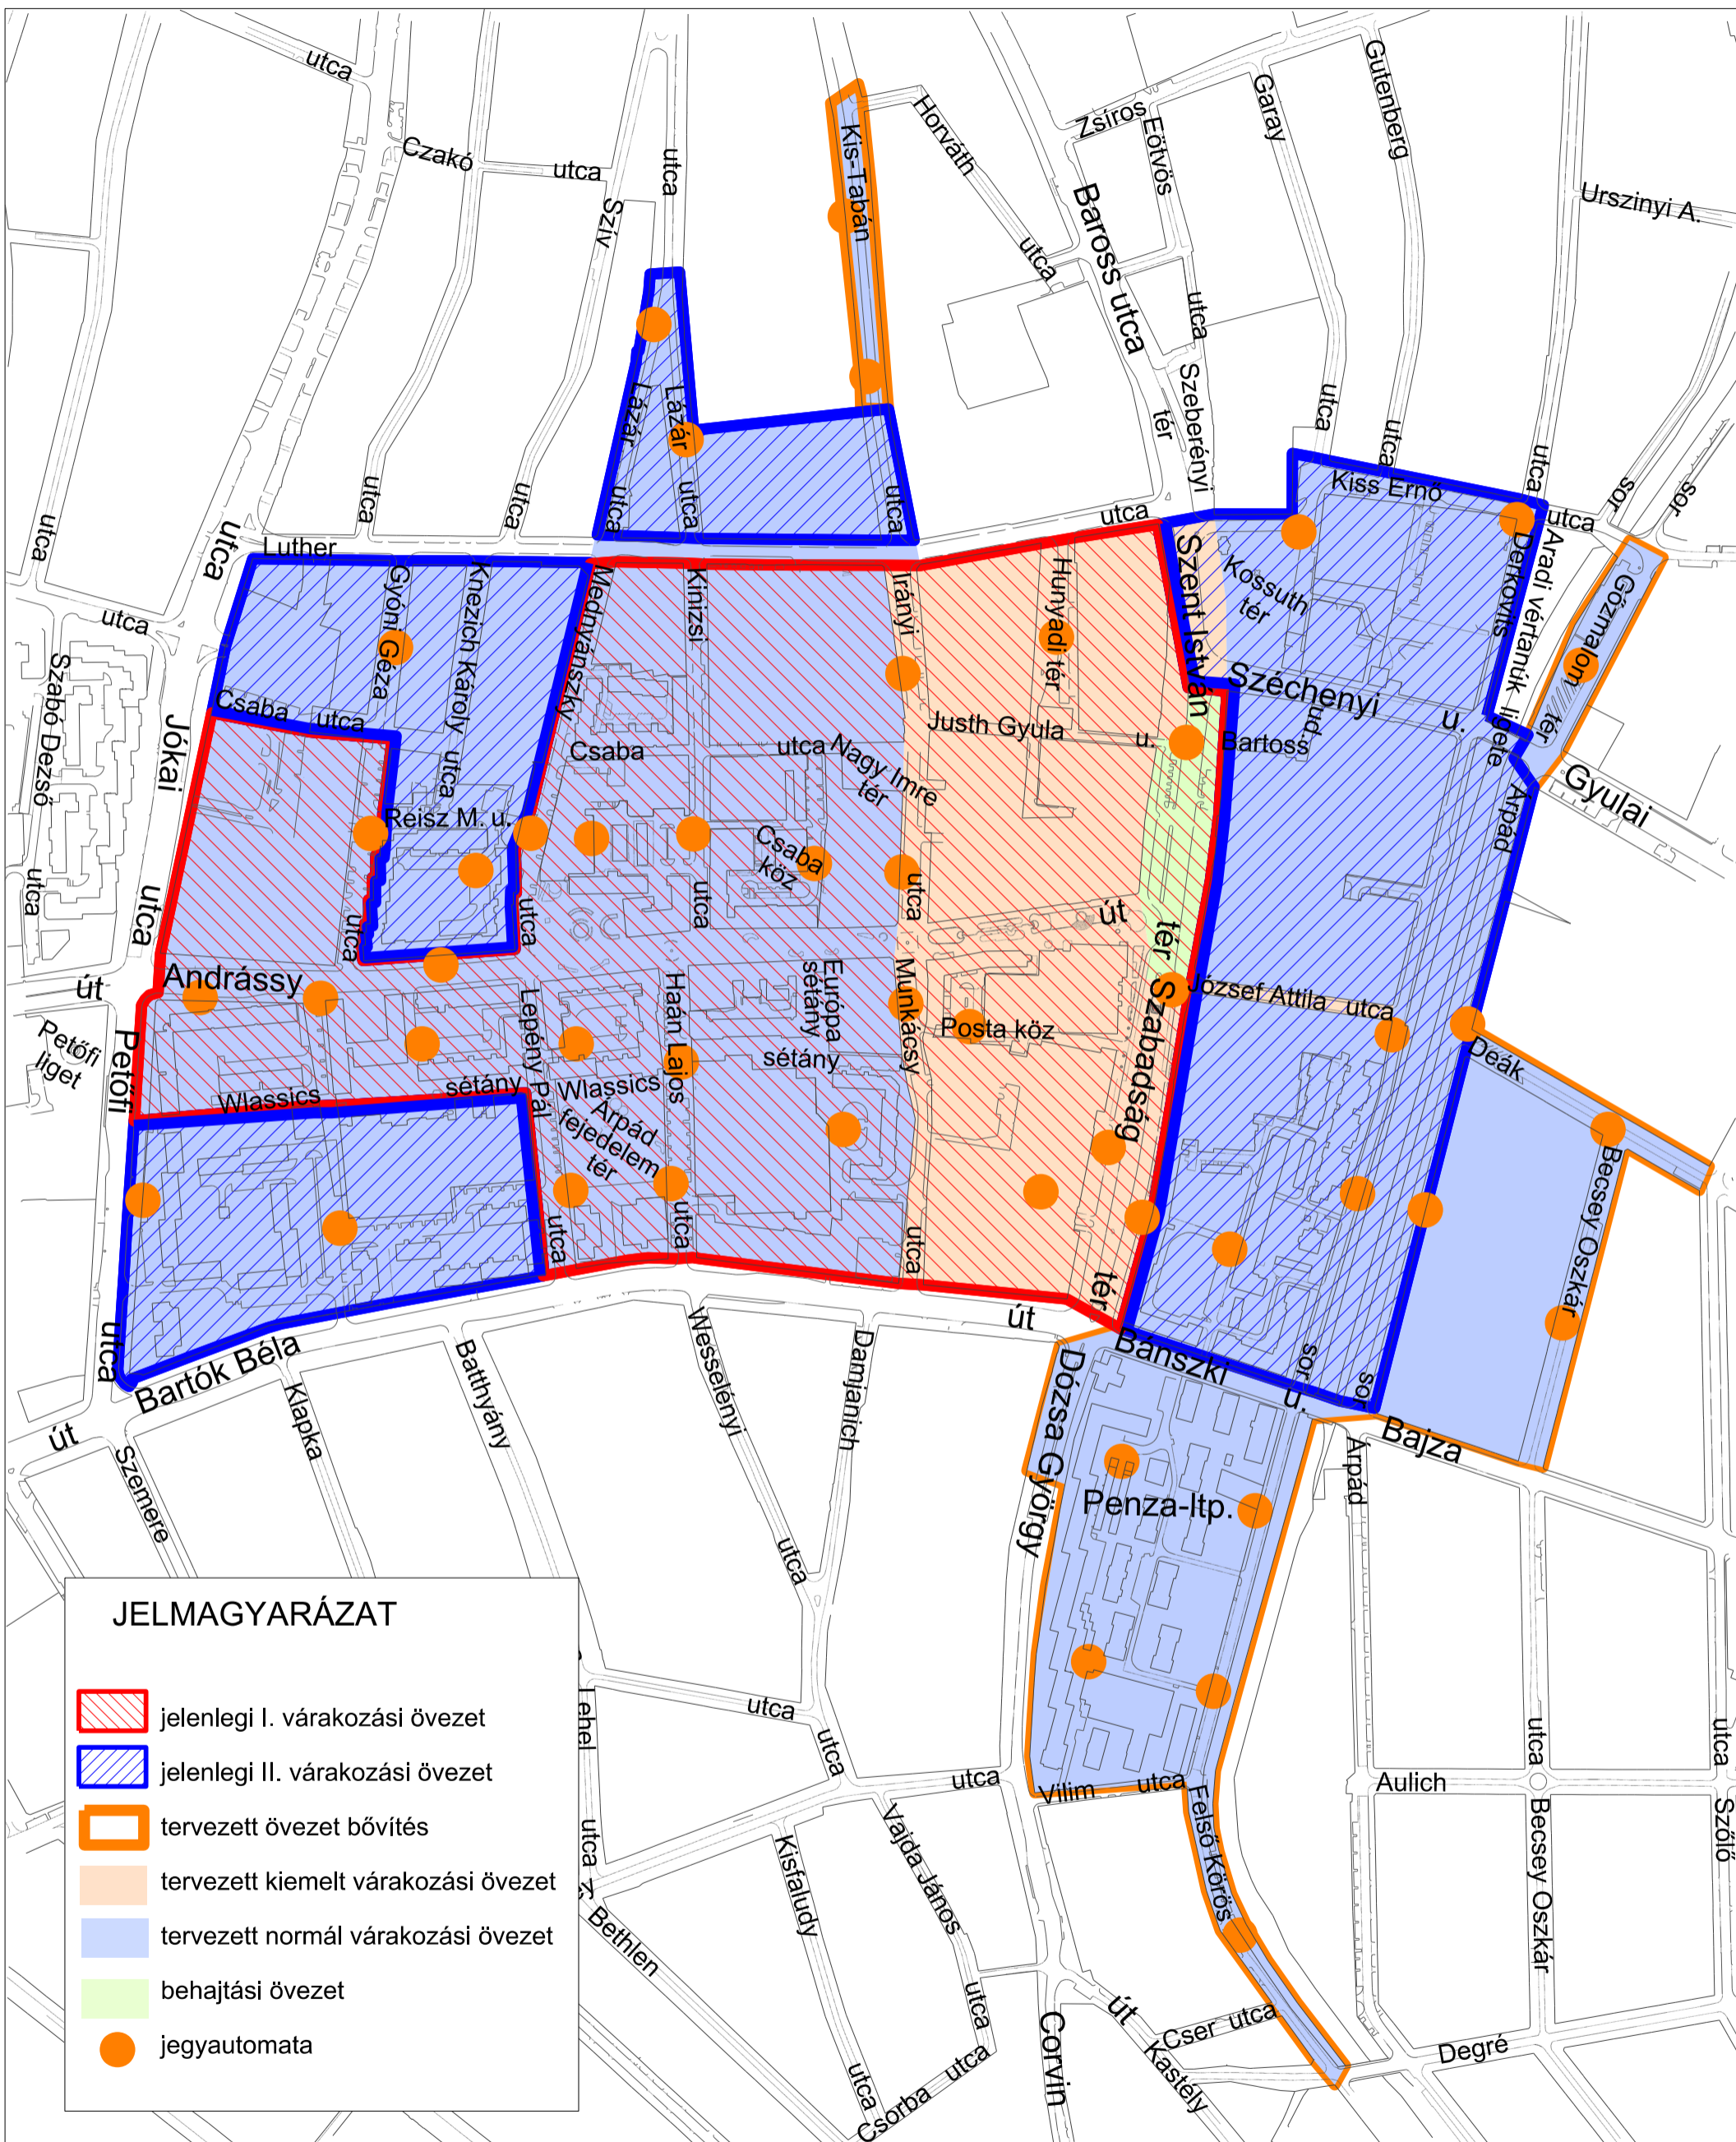 utca
Czakó
utca
utca
Szív
Kis-Tabán
Horváth
utca
Zsíros
Eötvös
utca
Garay
utca
Gutenberg
utca
Urszinyi A.
Baross utca
tér
Szeberényi
Lázár
utca
Lázár
utca
utca
utca
utca
utca
utca
utca
utca
Luther
utca
Kiss Ernő
utca
utca
sor
sor
Szabó Dezső
utca
Jókai
utca
Gyóni Géza
utca
Knezich Károly
utca
Mednyánszky
utca
Kinizsi
utca
Irányi
utca
Hunyadi tér
Szent István
tér
Kossuth
tér
Derkovits
sor
Aradi vértanúk ligete
Gőzmalom
tér
Csaba utca
Csaba
utca
Nagy Imre
tér
Justh Gyula
u.
Bartoss
Széchenyi
u.
Iud.
Gyulai
Árpád
sor
Reisz M. u.
Csaba
köz
út
Andrássy
út
Petőfi
utca
Petőfi
liget
Lepény Pál
utca
Haán Lajos
utca
Európa
sétány
sétány
Munkácsy
utca
Posta köz
Szabadság
tér
József Attila utca
Deák
Becsey Oszkár
Wlassics
sétány
Wlassics
Árpád
fejedelem
tér
Bartók Béla
út
út
Szemere
Klapka
Batthyány
Wesselényi
utca
Damjanich
utca
Dózsa György
út
Bánszki
u.
Bajza
Árpád
Penza-ltp.
utca
Lehel
utca
Bethlen
Kisfaludy
utca
Vajda János
utca
utca
Vilim
utca
Felső Körös
Aulich
utca
Becsey Oszkár
utca
Szőlő
Corvin
Kastély
Cser utca
Csorba utca
Degré
JELMAGYARÁZAT
jelenlegi I. várakozási övezet
jelenlegi II. várakozási övezet
tervezett övezet bővítés
tervezett kiemelt várakozási övezet
tervezett normál várakozási övezet
behajtási övezet
jegyautomata